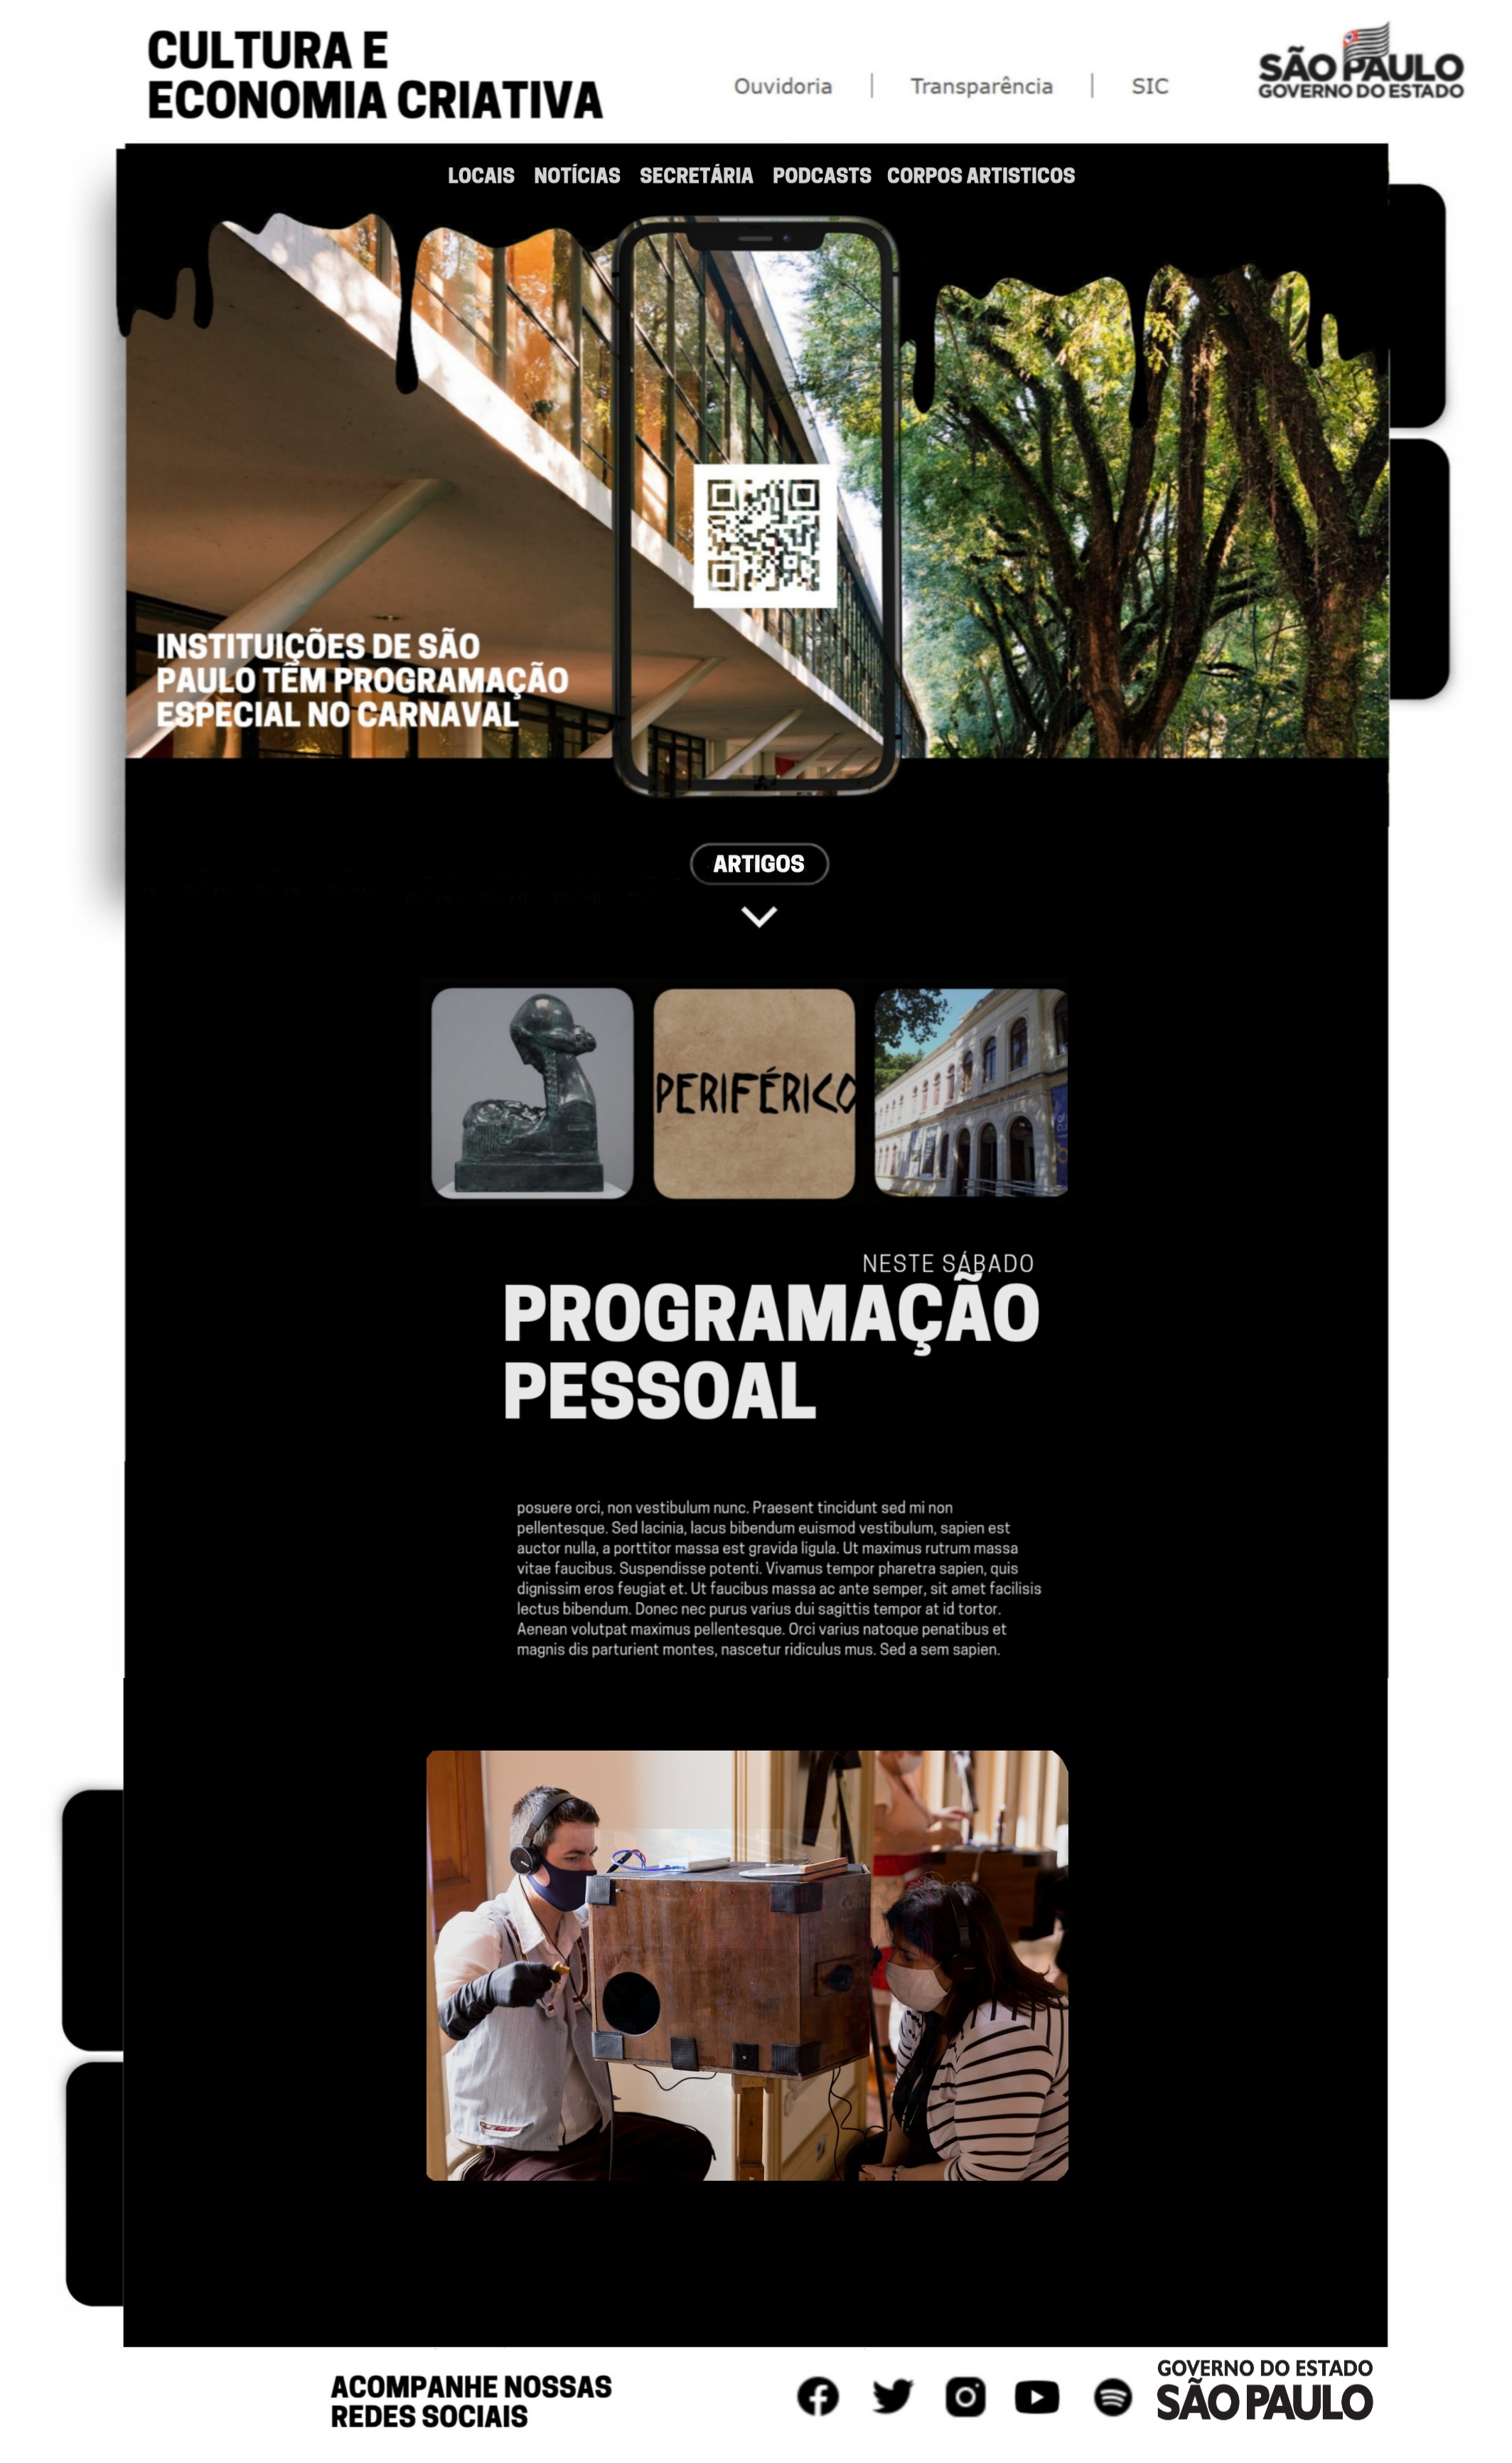 CULTURA E
ECONOMIA CRIATIVA
Ouvidoria | Transparência | SIC
SÃO PAULO
GOVERNO DO ESTADO
LOCAIS NOTÍCIAS SECRETÁRIA PODCASTS CORPOS ARTISTICOS
INSTITUIÇÕES DE SÃO
PAULO TÊM PROGRAMAÇÃO
ESPECIAL NO CARNAVAL
ARTIGOS
PERIFÉRICO
NESTE SÁBADO
PROGRAMAÇÃO
PESSOAL
posuere orci, non vestibulum nunc. Praesent tincidunt sed mi non
pellentesque. Sed lacinia, lacus bibendum euismod vestibulum, sapien est
auctor nulla, a porttitor massa est gravida ligula. Ut maximus rutrum massa
vitae faucibus. Suspendisse potenti. Vivamus tempor pharetra sapien, quis
dignissim eros feugiat et. Ut faucibus massa ac ante semper, sit amet facilisis
lectus bibendum. Donec nec purus varius dui sagittis tempor at id tortor.
Aenean volutpat maximus pellentesque. Orci varius natoque penatibus et
magnis dis parturient montes, nascetur ridiculus mus. Sed a sem sapien.
ACOMPANHE NOSSAS
REDES SOCIAIS
GOVERNO DO ESTADO
SÃO PAULO